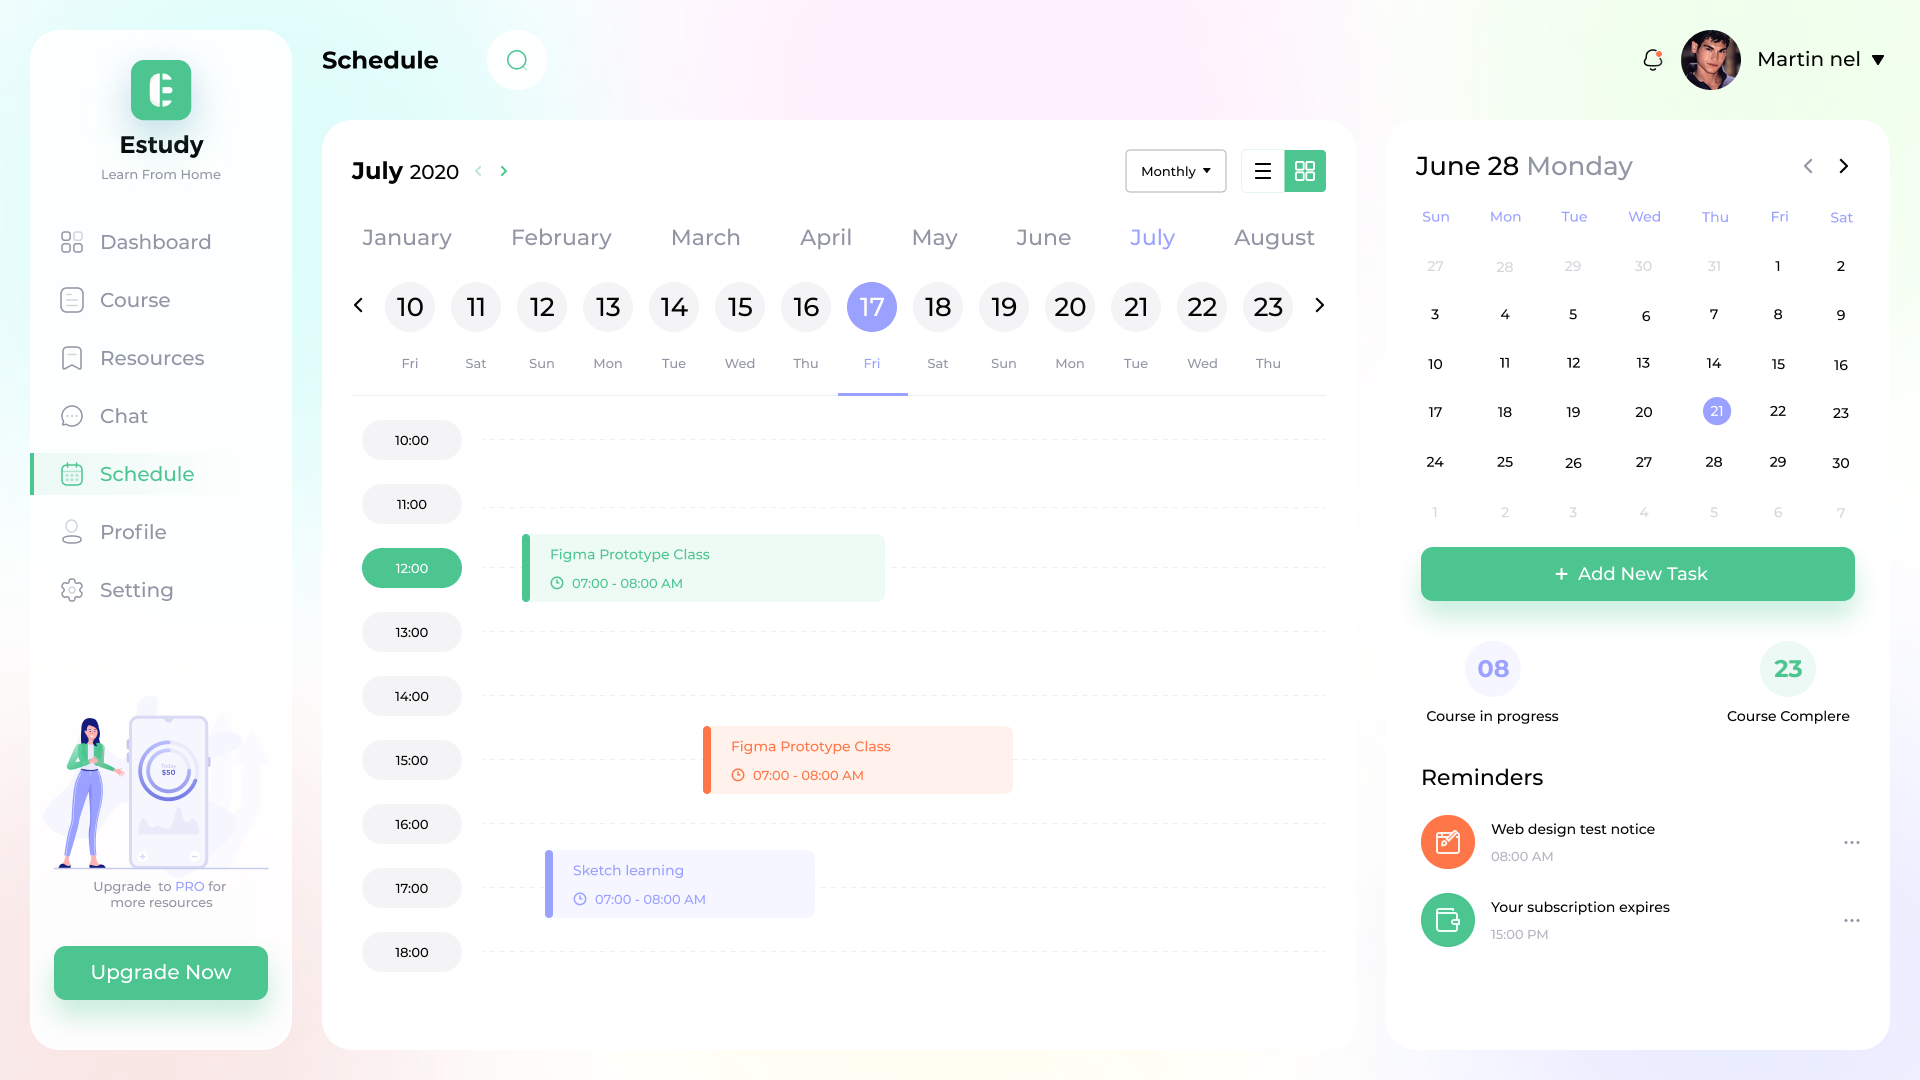 Estudy
Learn From Home
Dashboard
Course
Resources
Chat
Schedule
Profile
Setting
Today
$50
Upgrade to PRO for
more resources
Upgrade Now
Schedule
Martin nel
July 2020
Monthly
January February March April May June July August
10 11 12 13 14 15 16 17 18 19 20 21 22 23
Fri Sat Sun Mon Tue Wed Thu Fri Sat Sun Mon Tue Wed Thu
10:00
11:00
12:00
Figma Prototype Class
07:00 - 08:00 AM
13:00
14:00
15:00
Figma Prototype Class
07:00 - 08:00 AM
16:00
17:00
Sketch learning
07:00 - 08:00 AM
18:00
June 28 Monday
Sun Mon Tue Wed Thu Fri Sat
27 28 29 30 31 1 2
3 4 5 6 7 8 9
10 11 12 13 14 15 16
17 18 19 20 21 22 23
24 25 26 27 28 29 30
1 2 3 4 5 6 7
+ Add New Task
08
Course in progress
23
Course Complere
Reminders
Web design test notice
08:00 AM
Your subscription expires
15:00 PM